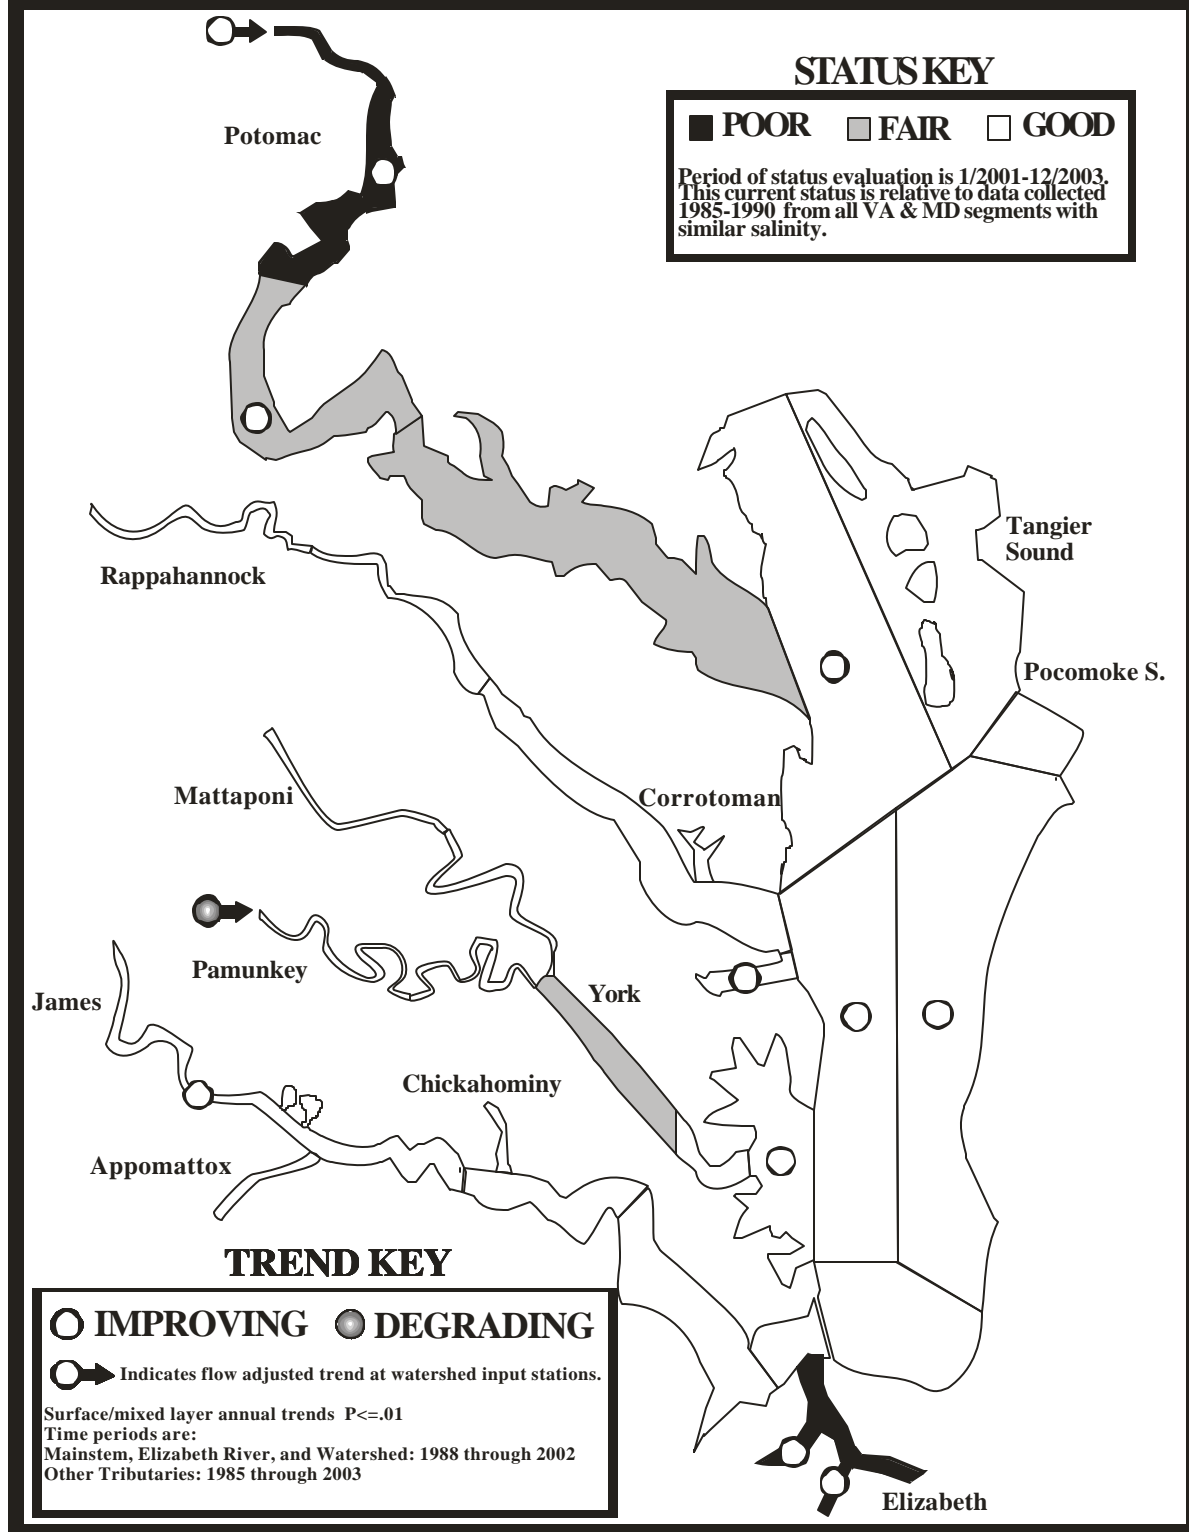 STATUS KEY
POOR FAIR GOOD
Period of status evaluation is 1/2001-12/2003.
This current status is relative to data collected
1985-1990 from all VA & MD segments with
similar salinity.
Potomac
Tangier
Sound
Rappahannock
Pocomoke S.
Mattaponi
Corrotoman
Pamunkey
York
James
Chickahominy
Appomattox
TREND KEY
IMPROVING DEGRADING
Indicates flow adjusted trend at watershed input stations.
Surface/mixed layer annual trends P<=.01
Time periods are:
Mainstem, Elizabeth River, and Watershed: 1988 through 2002
Other Tributaries: 1985 through 2003
Elizabeth